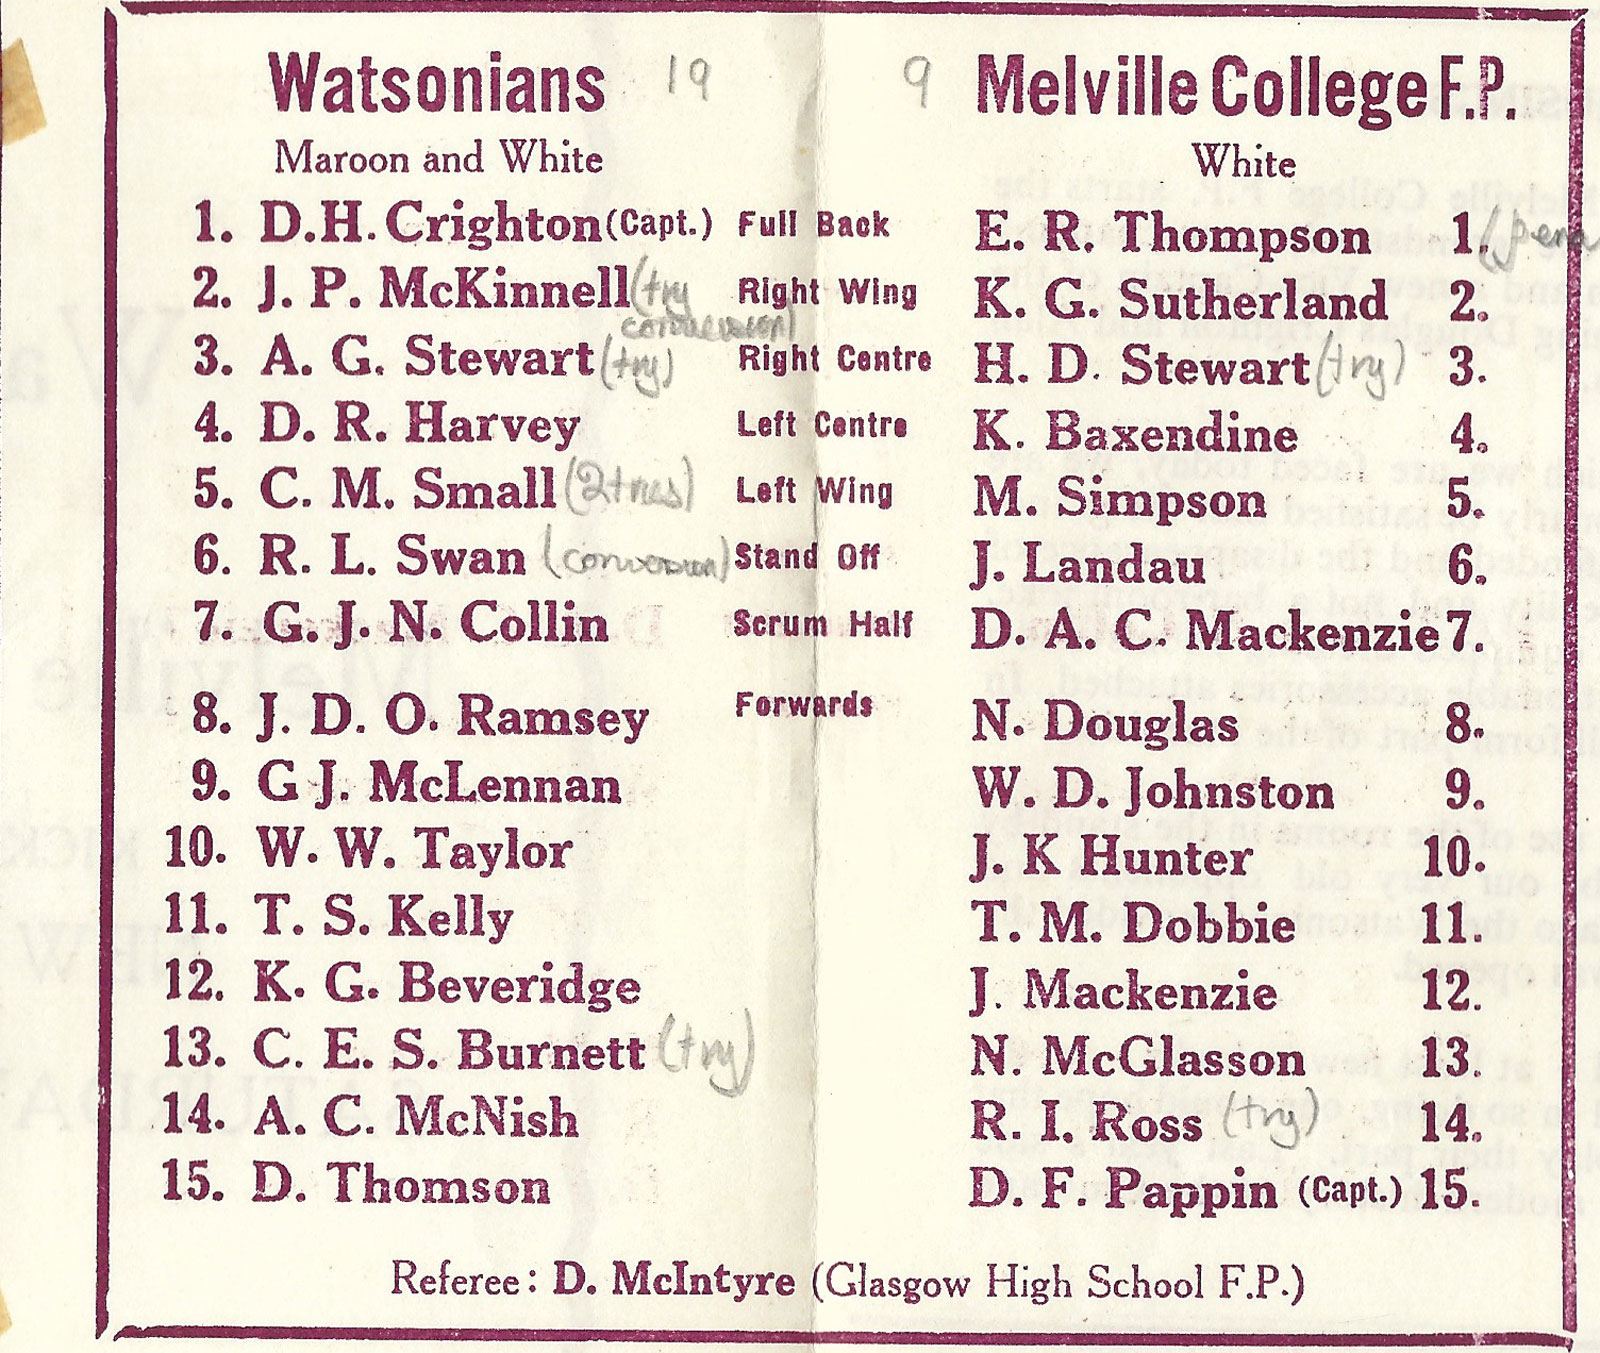 Watsonians 19 9 Melville College F.P.
Maroon and White White
1. D.H. Crighton (Capt.) Full Back E. R. Thompson 1. (pena
2. J. P. McKinnell (try Right Wing K. G. Sutherland 2.
conversion)
3. A. G. Stewart (try) Right Centre H. D. Stewart (try) 3.
4. D. R. Harvey Left Centre K. Baxendine 4.
5. C. M. Small (2 tries) Left Wing M. Simpson 5.
6. R. L. Swan (conversion) Stand Off J. Landau 6.
7. G. J. N. Collin Scrum Half D. A. C. Mackenzie 7.
8. J. D. O. Ramsey Forwards N. Douglas 8.
9. G J. McLennan W. D. Johnston 9.
10. W. W. Taylor J. K Hunter 10.
11. T. S. Kelly T. M. Dobbie 11.
12. K. G. Beveridge J. Mackenzie 12.
13. C. E. S. Burnett (try) N. McGlasson 13.
14. A. C. McNish R. I. Ross (try) 14.
15. D. Thomson D. F. Pappin (Capt.) 15.
Referee: D. McIntyre (Glasgow High School F.P.)